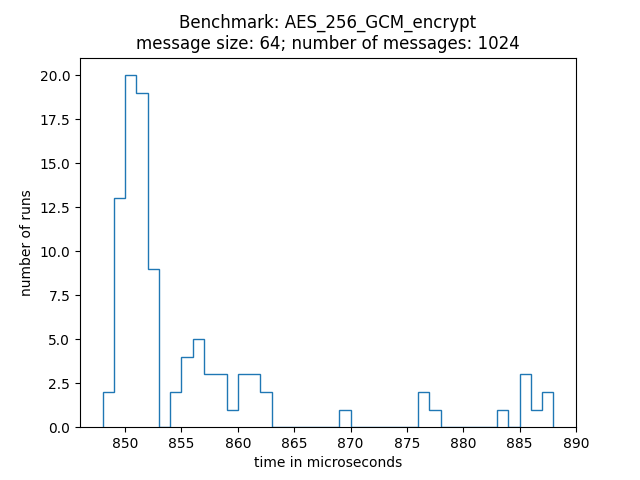 Benchmark: AES_256_GCM_encrypt
message size: 64; number of messages: 1024
20.0
17.5
15.0
12.5
10.0
7.5
5.0
2.5
0.0
number of runs
850 855 860 865 870 875 880 885 890
time in microseconds